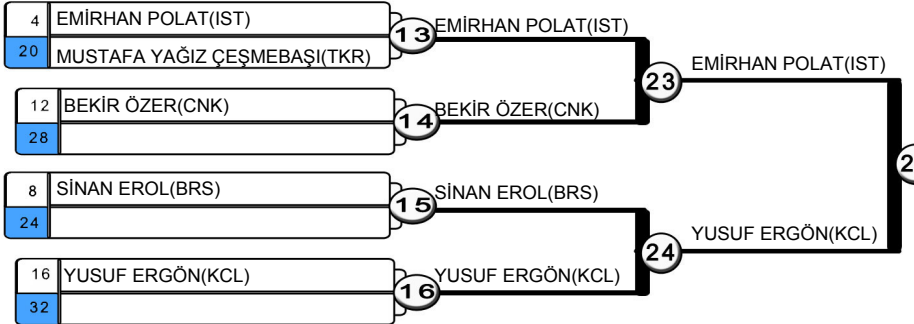 4 EMİRHAN POLAT(IST)
20 MUSTAFA YAĞIZ ÇEŞMEBAŞI(TKR)
13 EMİRHAN POLAT(IST)
12 BEKİR ÖZER(CNK)
28
14 BEKİR ÖZER(CNK)
23 EMİRHAN POLAT(IST)
8 SİNAN EROL(BRS)
24
15 SİNAN EROL(BRS)
16 YUSUF ERGÖN(KCL)
32
16 YUSUF ERGÖN(KCL)
24 YUSUF ERGÖN(KCL)